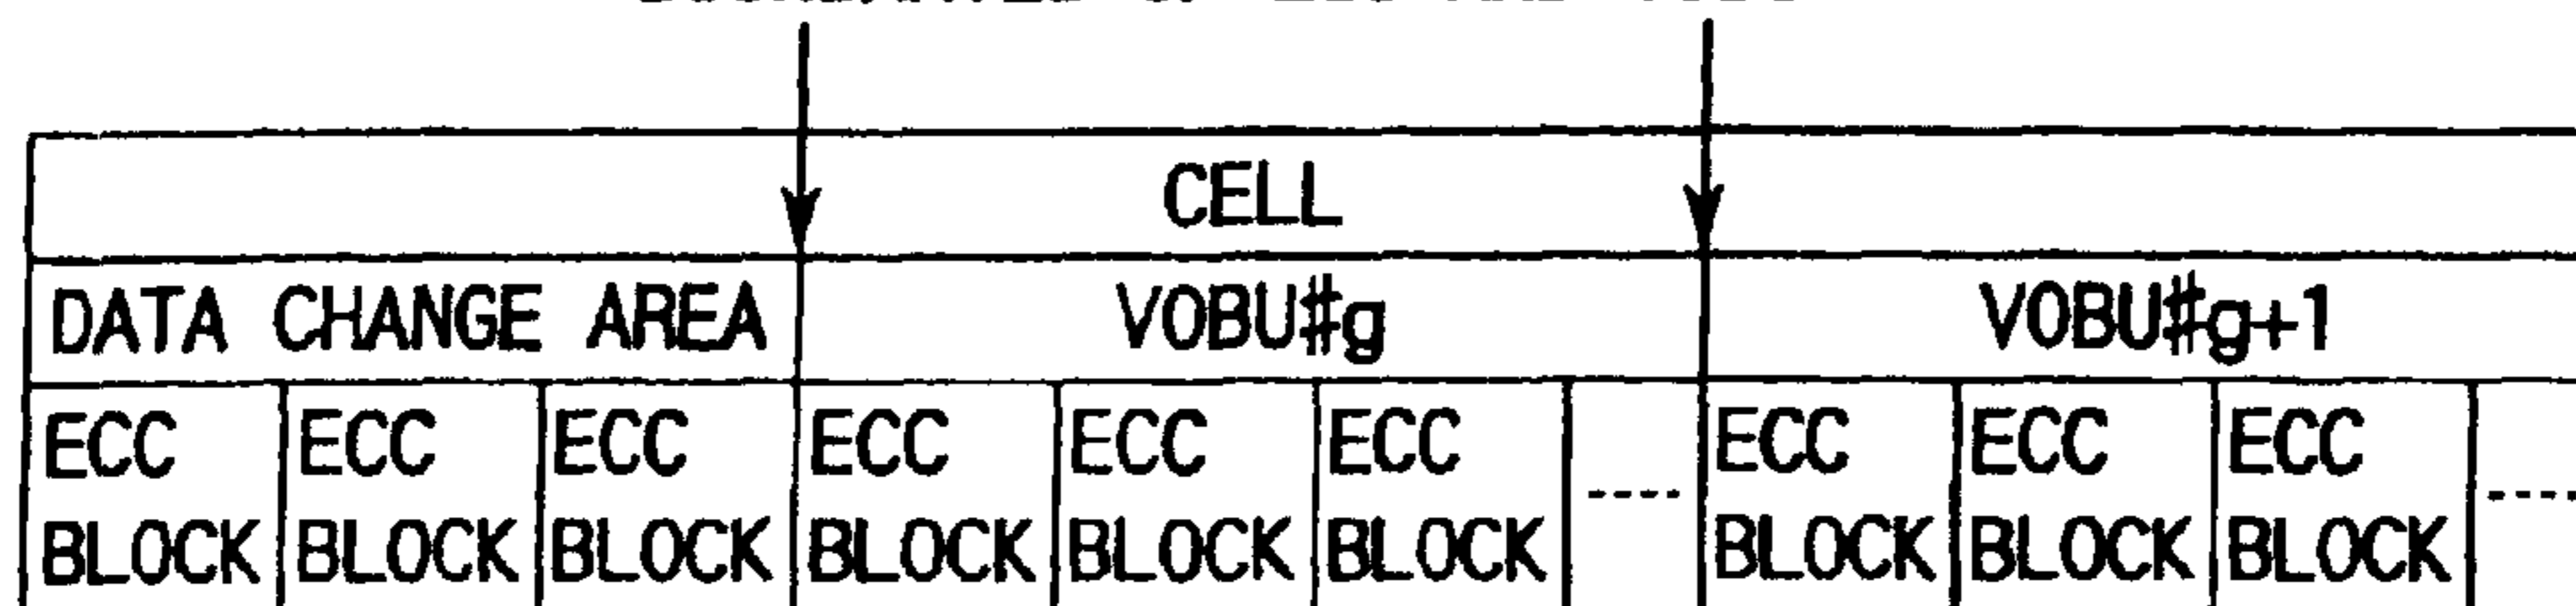 CELL
DATA CHANGE AREA VOBU#g VOBU#g+1
ECC ECC ECC ECC ECC ECC ECC ECC ECC
BLOCK BLOCK BLOCK BLOCK BLOCK BLOCK ---- BLOCK BLOCK BLOCK ----